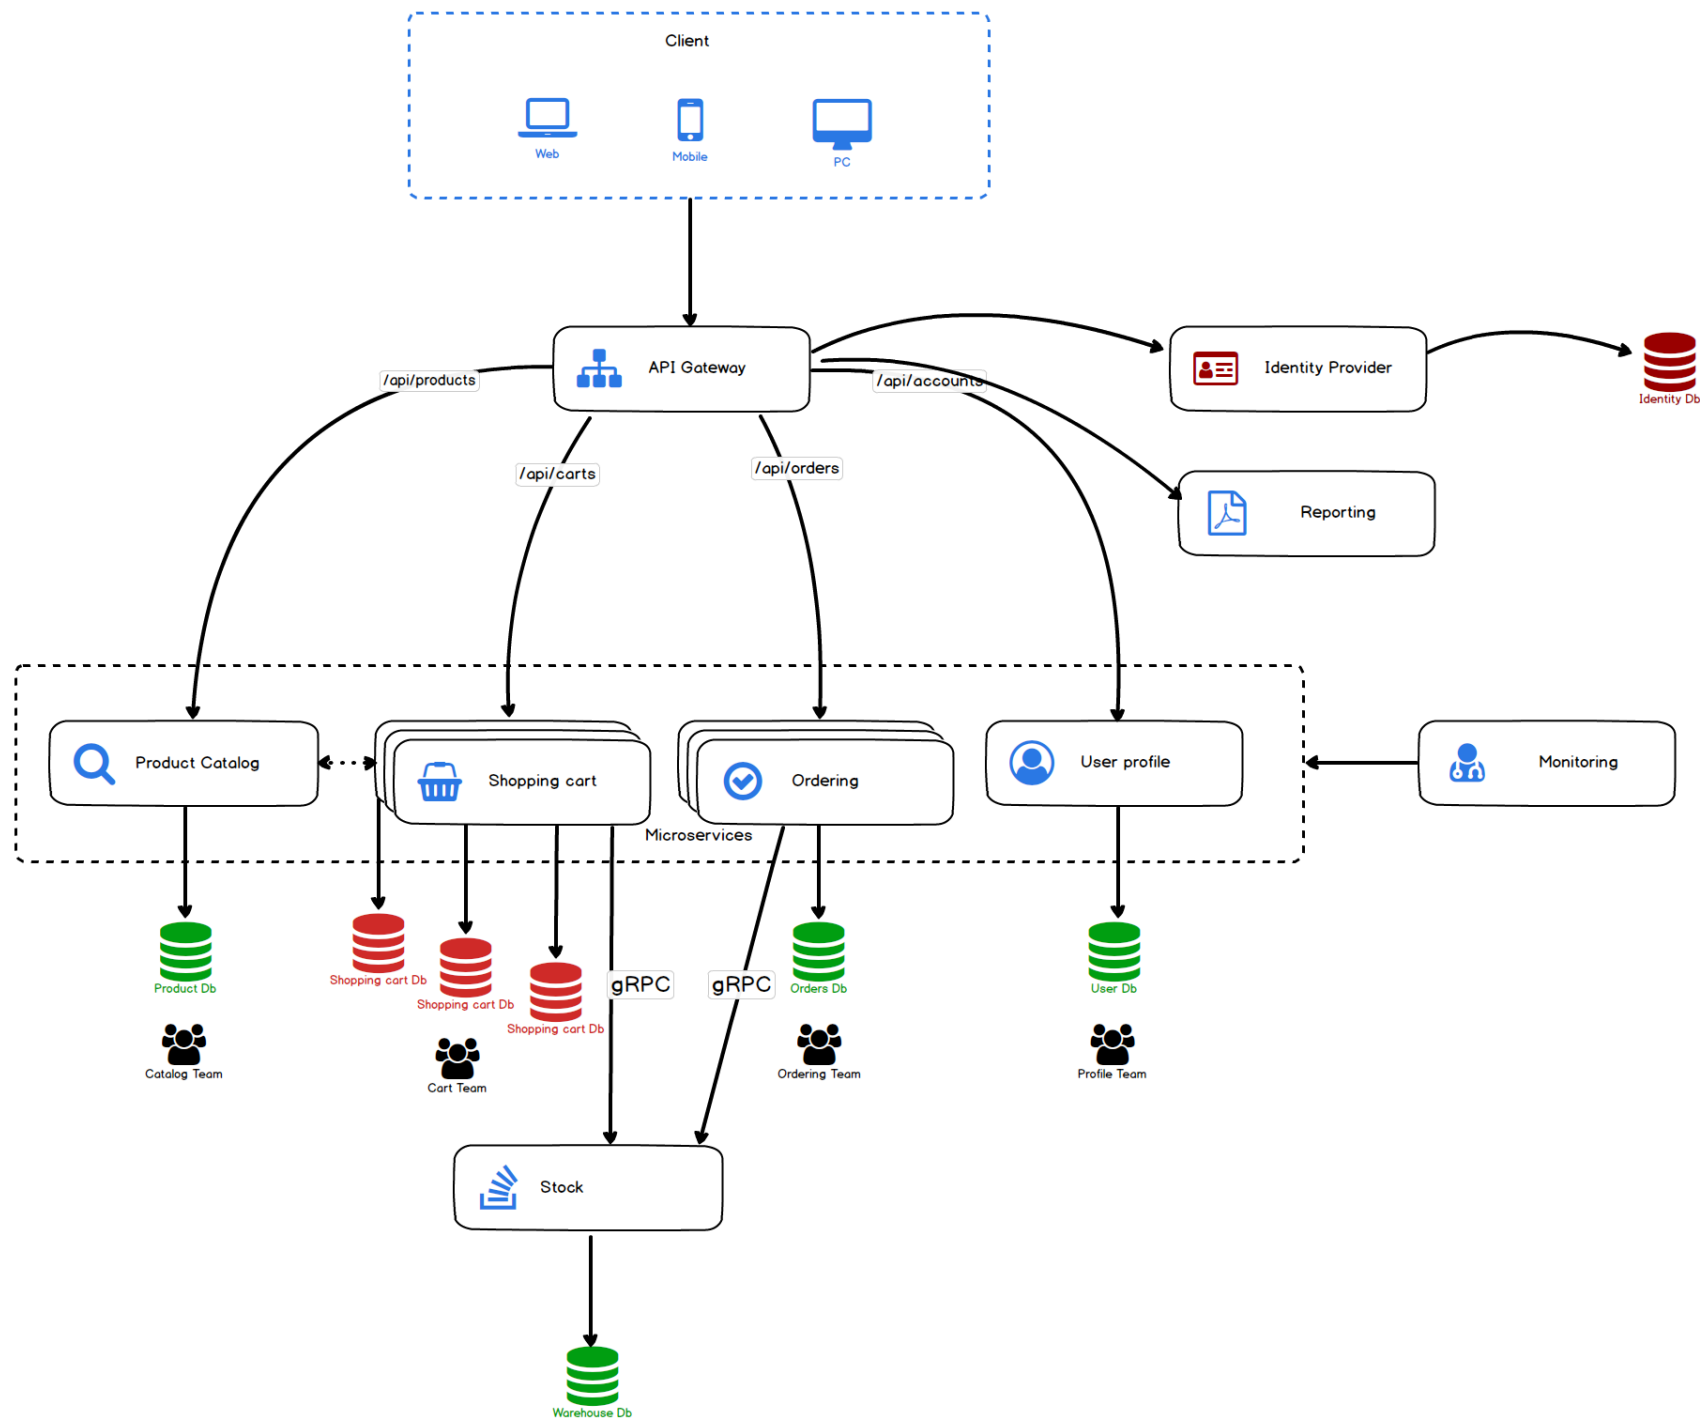 Client
Web
Mobile
PC
API Gateway
Identity Provider
Identity Db
/api/products
/api/accounts
/api/carts
/api/orders
Reporting
Product Catalog
Shopping cart
Ordering
User profile
Monitoring
Microservices
Product Db
Shopping cart Db
Shopping cart Db
Shopping cart Db
gRPC
gRPC
Orders Db
User Db
Catalog Team
Cart Team
Ordering Team
Profile Team
Stock
Warehouse Db